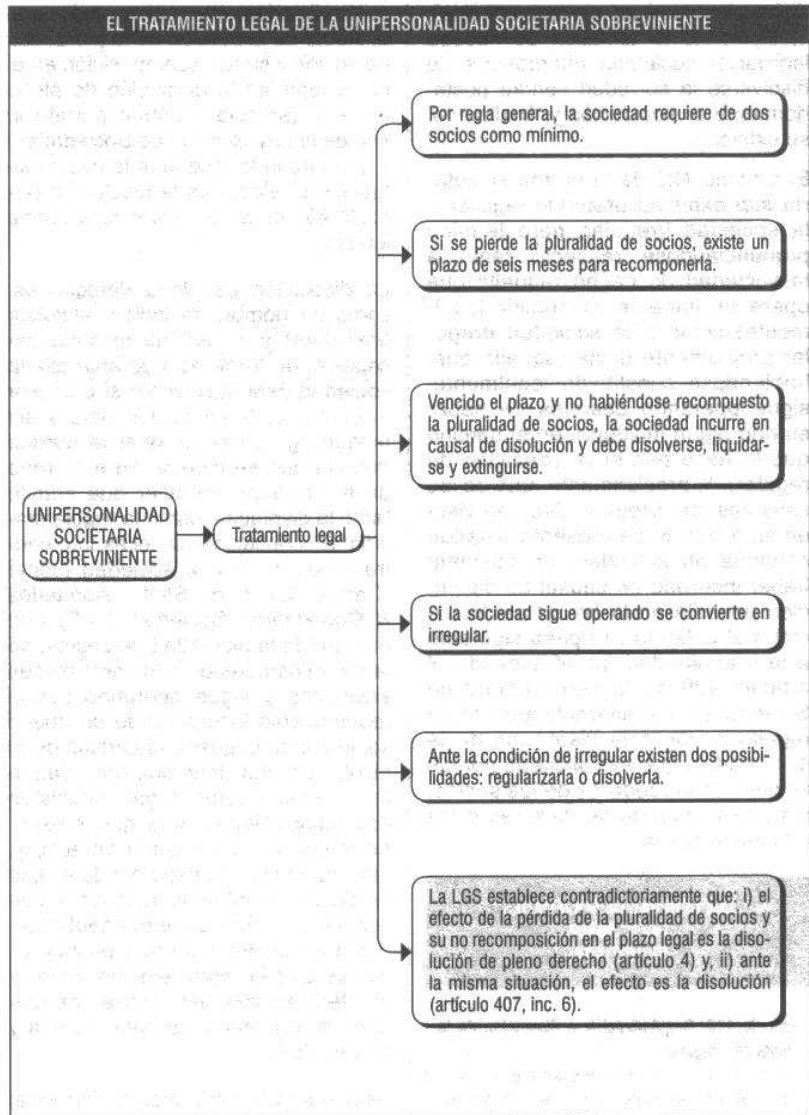 EL TRATAMIENTO LEGAL DE LA UNIPERSONALIDAD SOCIETARIA SOBREVINIENTE
Por regla general, la sociedad requiere de dos
socios como mínimo.
Si se pierde la pluralidad de socios, existe un
plazo de seis meses para recomponerla.
Vencido el plazo y no habiéndose recompuesto
la pluralidad de socios, la sociedad incurre en
causal de disolución y debe disolverse, liquidar-
se y extinguirse.
UNIPERSONALIDAD
SOCIETARIA
SOBREVINIENTE
Tratamiento legal
Si la sociedad sigue operando se convierte en
irregular.
Ante la condición de irregular existen dos posibi-
lidades: regularizarla o disolverla.
La LGS establece contradictoriamente que: i) el
efecto de la pérdida de la pluralidad de socios y
su no recomposición en el plazo legal es la diso-
lución de pleno derecho (artículo 4) y, ii) ante
la misma situación, el efecto es la disolución
(artículo 407, inc. 6).